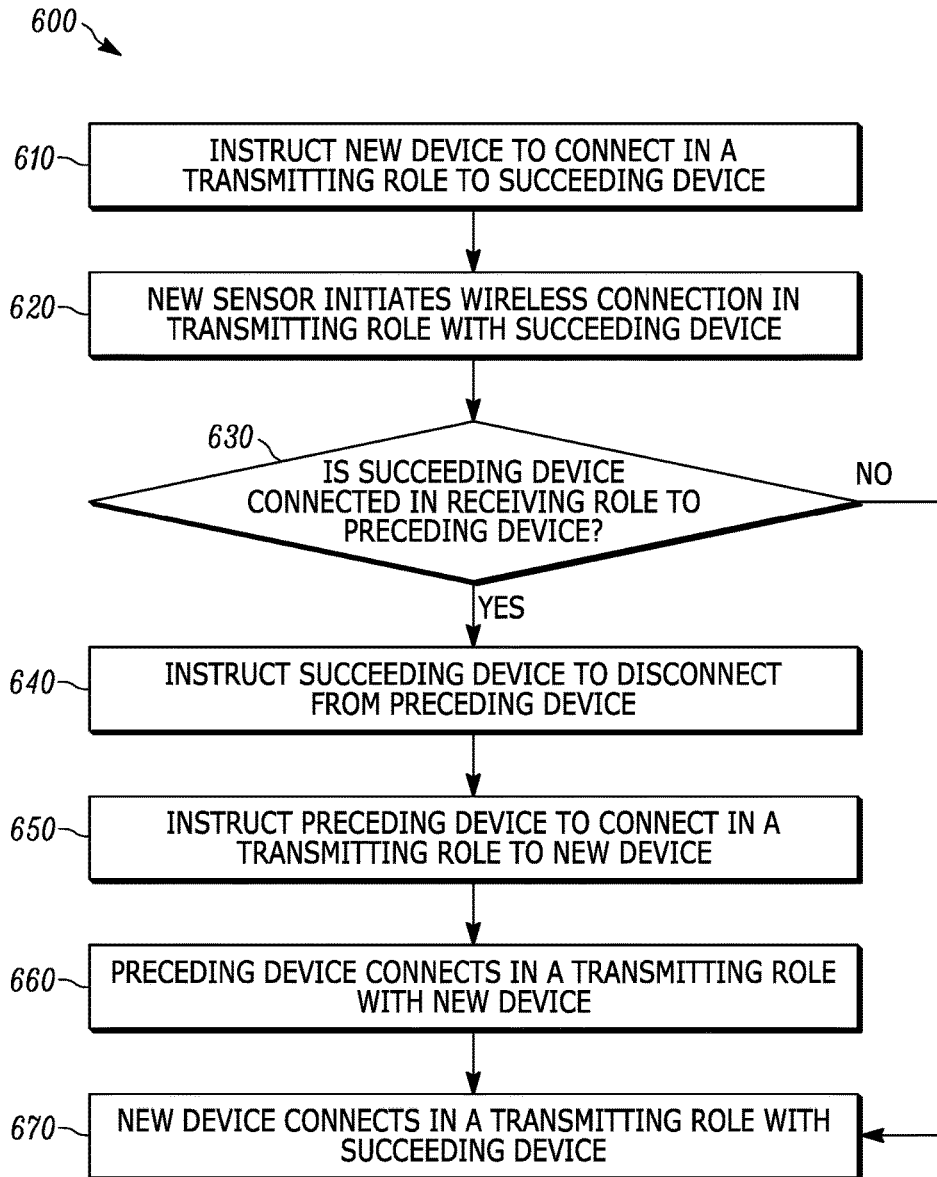 600
610
INSTRUCT NEW DEVICE TO CONNECT IN A
TRANSMITTING ROLE TO SUCCEEDING DEVICE
620
NEW SENSOR INITIATES WIRELESS CONNECTION IN
TRANSMITTING ROLE WITH SUCCEEDING DEVICE
630
IS SUCCEEDING DEVICE
CONNECTED IN RECEIVING ROLE TO
PRECEDING DEVICE?
NO
YES
640
INSTRUCT SUCCEEDING DEVICE TO DISCONNECT
FROM PRECEDING DEVICE
650
INSTRUCT PRECEDING DEVICE TO CONNECT IN A
TRANSMITTING ROLE TO NEW DEVICE
660
PRECEDING DEVICE CONNECTS IN A TRANSMITTING ROLE
WITH NEW DEVICE
670
NEW DEVICE CONNECTS IN A TRANSMITTING ROLE WITH
SUCCEEDING DEVICE